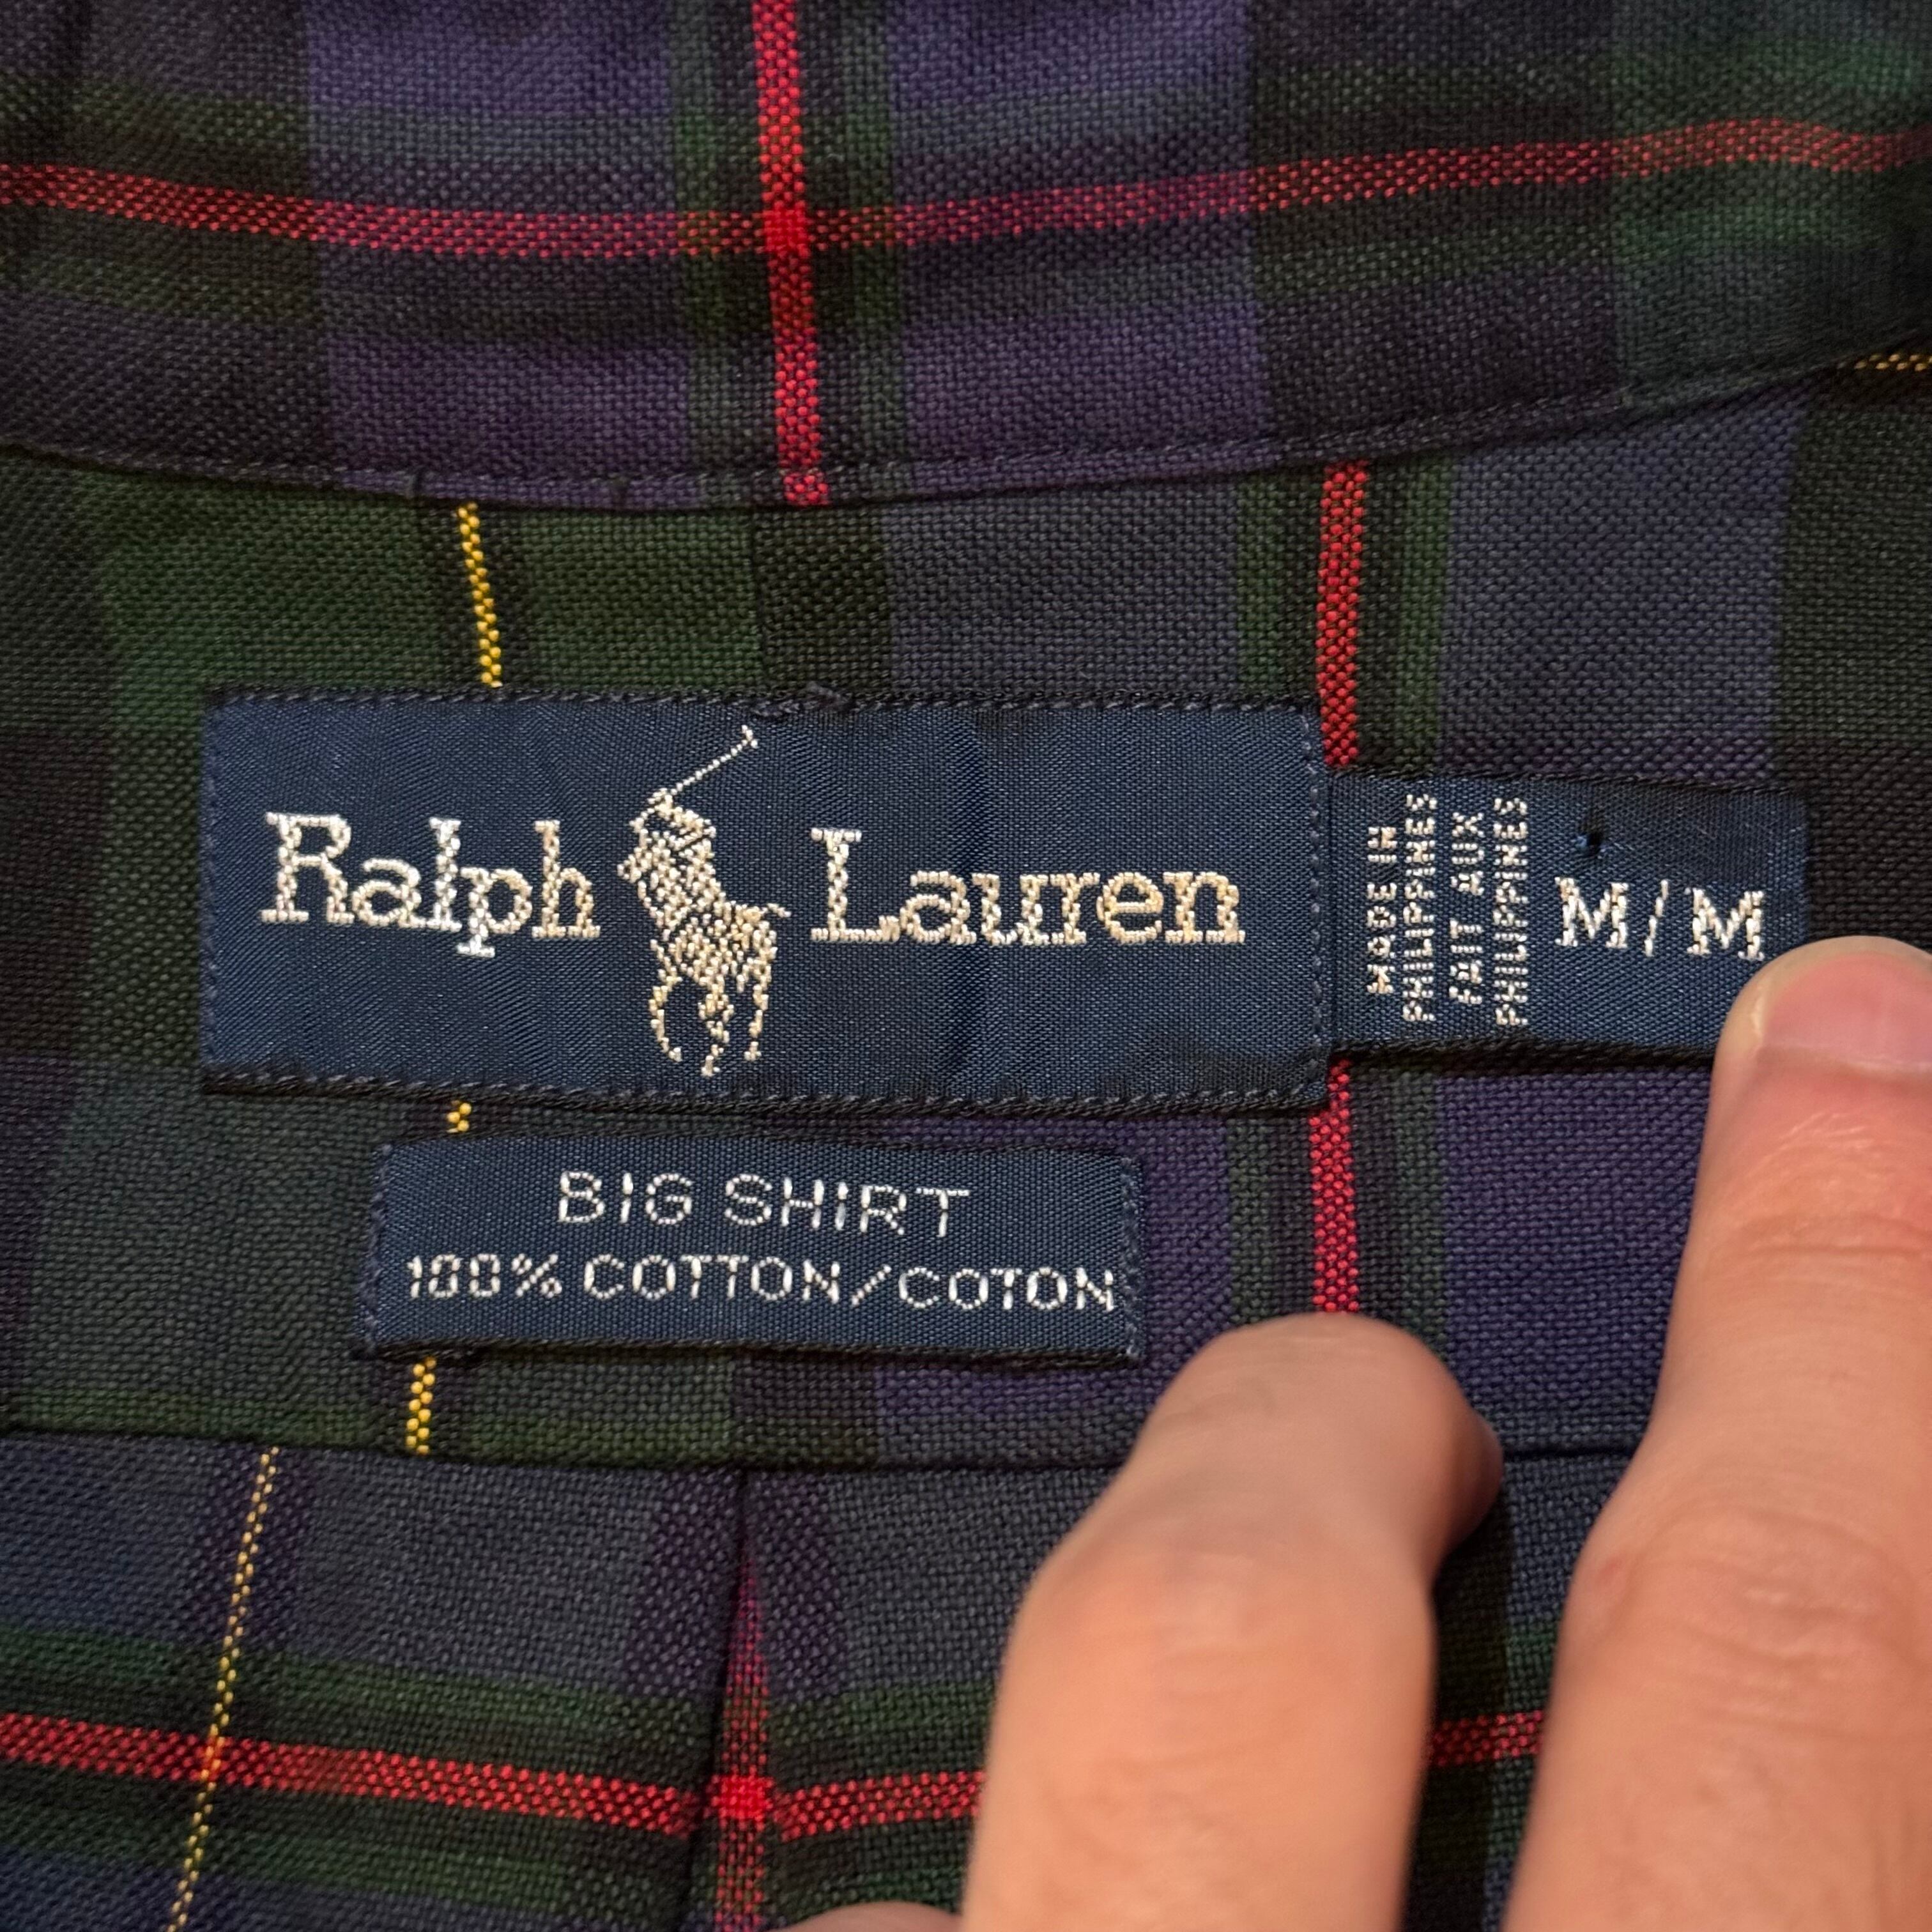 Ralph Lauren
MADE IN
PHILIPPINES
FAIT AUX
PHILIPPINES
M/M
BIG SHIRT
100% COTTON/COTON